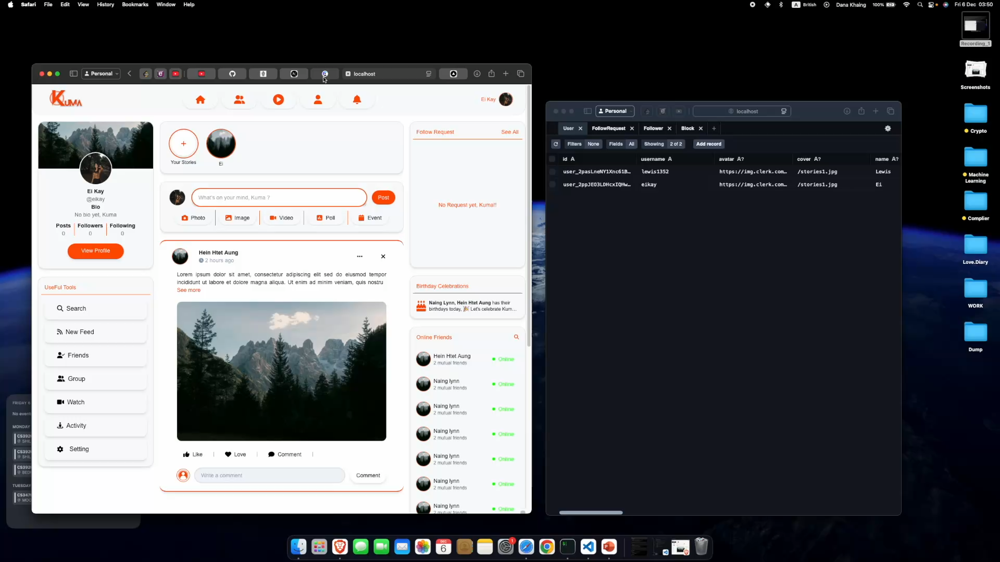 Safari File Edit View History Bookmarks Window Help
A British Dana Khaing 100% Fri 6 Dec 03:50
Recording_1
Screenshots
Crypto
Machine
Learning
Complier
Love.Diary
WORK
Dump
Personal localhost
KUMA
Ei Kay
Ei Kay
@eikay
Bio
No bio yet, Kuma
Posts Followers Following
0 0 0
View Profile
UseFul Tools
Search
New Feed
Friends
Group
Watch
Activity
Setting
+
Your Stories
Ei
What's on your mind, Kuma ?
Post
Photo Image Video Poll Event
Hein Htet Aung
2 hours ago
Lorem ipsum dolor sit amet, consectetur adipiscing elit sed do eiusmod tempor
incididunt ut labore et dolore magna aliqua. Ut enim ad minim veniam, quis nostru
See more
Like | Love | Comment |
Write a comment
Comment
Follow Request See All
No Request yet, Kuma!!
Birthday Celebrations
Naing Lynn, Hein Htet Aung has their
birthdays today, 🎉 Let's celebrate Kum...
Online Friends
Hein Htet Aung
2 mutual friends
Online
Naing lynn
2 mutual friends
Online
Naing lynn
2 mutual friends
Online
Naing lynn
2 mutual friends
Online
Naing lynn
2 mutual friends
Online
Naing lynn
2 mutual friends
Online
Naing lynn
2 mutual friends
Online
Personal localhost
User FollowRequest Follower Block +
Filters None Fields All Showing 2 of 2 Add record
id A username A avatar A? cover A? name A?
user_2pasLneNY1Xnc61B… lewis1352 https://img.clerk.com… /stories1.jpg Lewis
user_2ppJEO3LDHcxIQHw… eikay https://img.clerk.com… /stories1.jpg Ei
FRIDAY 6
No event
MONDAY
CS392
SHIL
CS392
SHIL
CS392
BEDI
TUESDAY
CS347
MOO
DEC
6
1